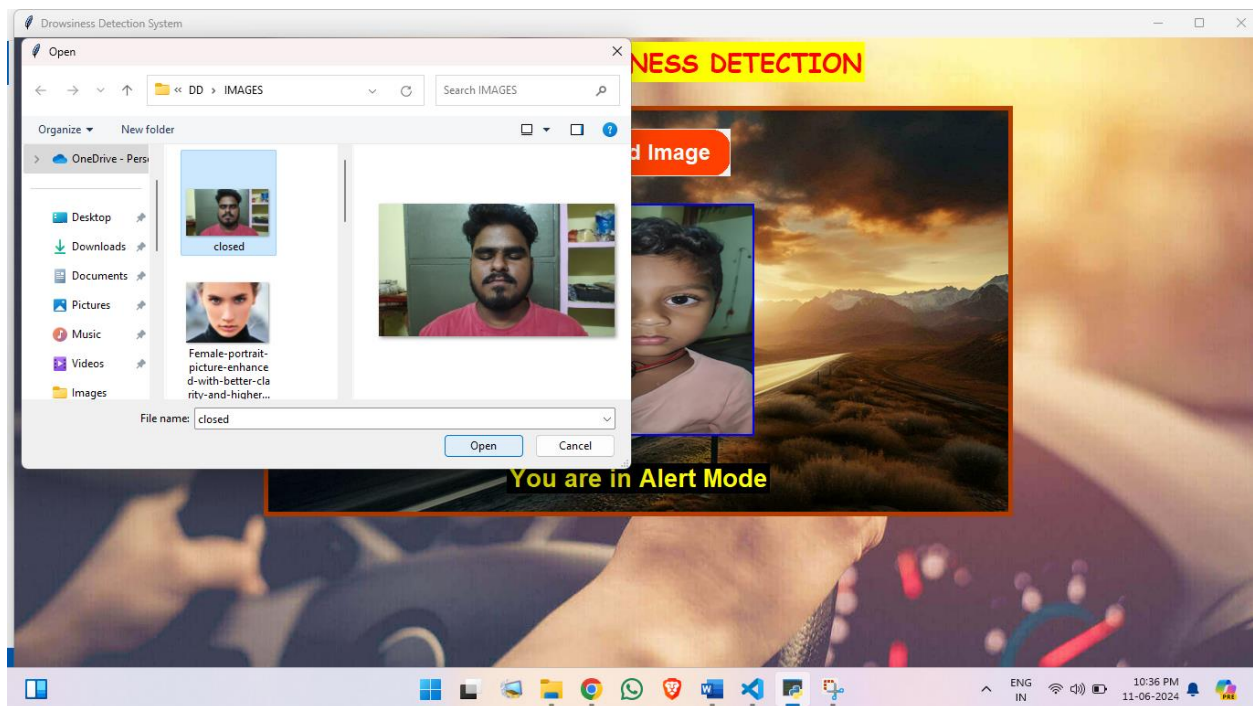 Drowsiness Detection System
Open
NESS DETECTION
« DD › IMAGES
Search IMAGES
Organize
New folder
d Image
OneDrive - Pers
Desktop
Downloads
Documents
Pictures
Music
Videos
Images
closed
Female-portrait-
picture-enhance
d-with-better-cla
rity-and-higher...
File name: closed
Open
Cancel
You are in Alert Mode
ENG
IN
10:36 PM
11-06-2024
PRE